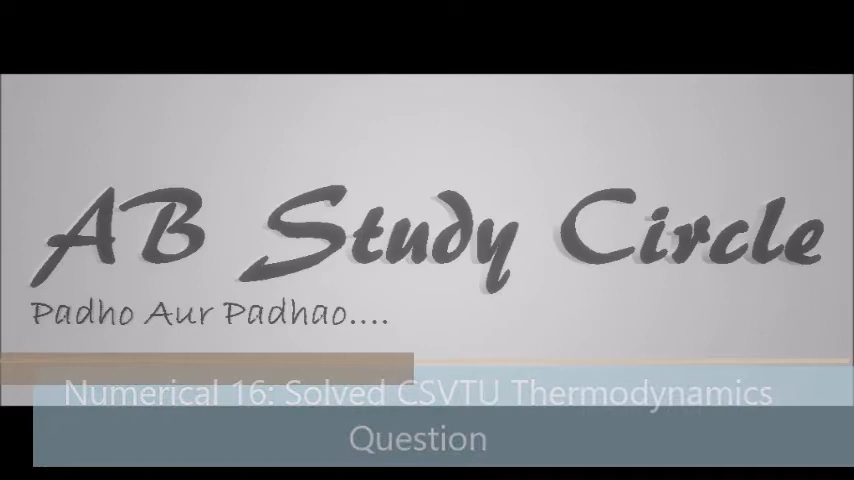 AB Study Circle
Padho Aur Padhao....
Numerical 16: Solved CSVTU Thermodynamics
Question